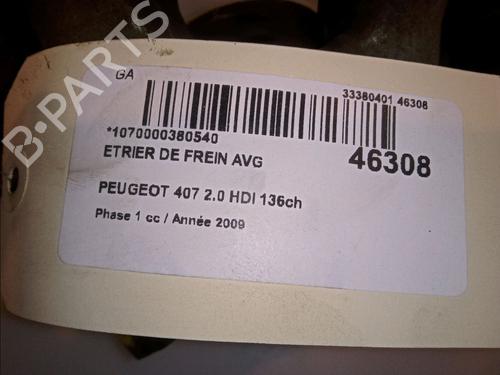 B-PARTS
GA
33380401 46308
*1070000380540
ETRIER DE FREIN AVG
46308
PEUGEOT 407 2.0 HDI 136ch
Phase 1 cc / Année 2009